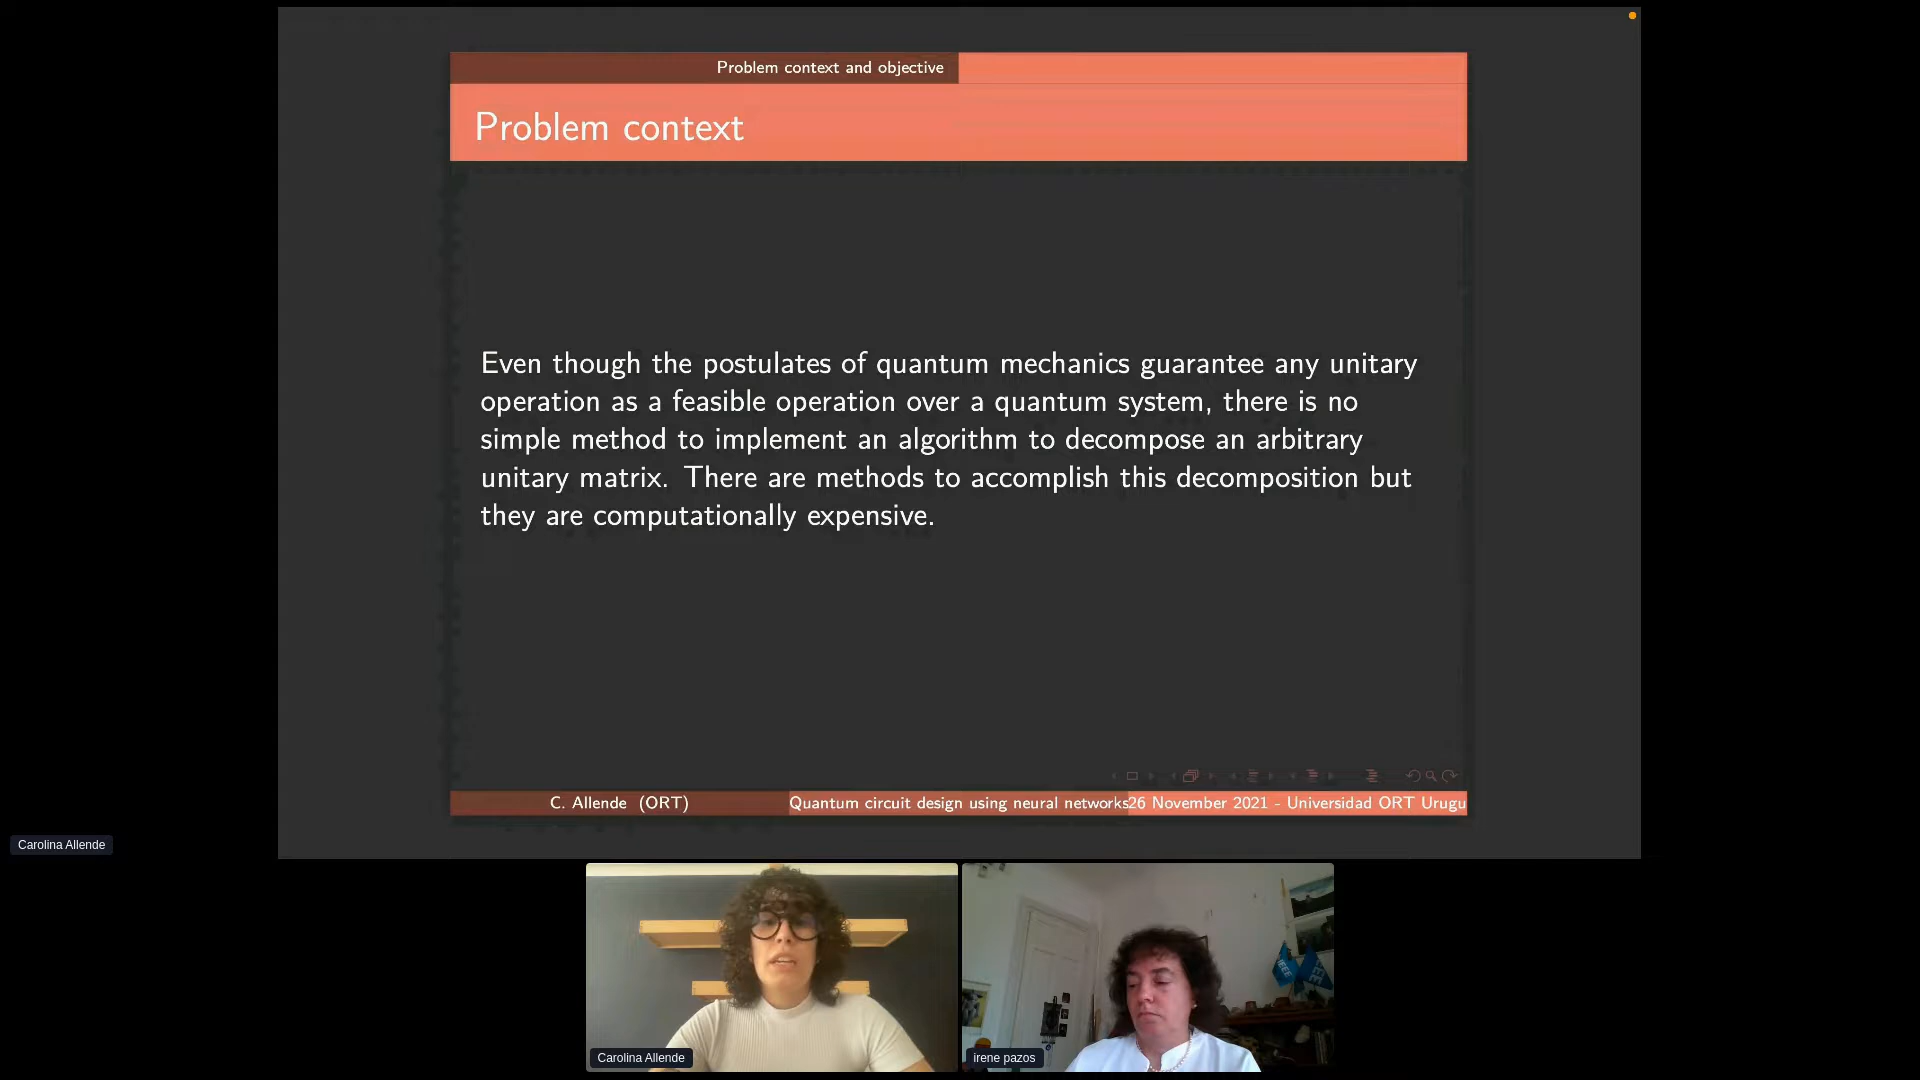 Problem context and objective
Problem context
Even though the postulates of quantum mechanics guarantee any unitary
operation as a feasible operation over a quantum system, there is no
simple method to implement an algorithm to decompose an arbitrary
unitary matrix. There are methods to accomplish this decomposition but
they are computationally expensive.
C. Allende (ORT)
Quantum circuit design using neural networks
26 November 2021 - Universidad ORT Urugu
Carolina Allende
Carolina Allende
irene pazos
IEEE